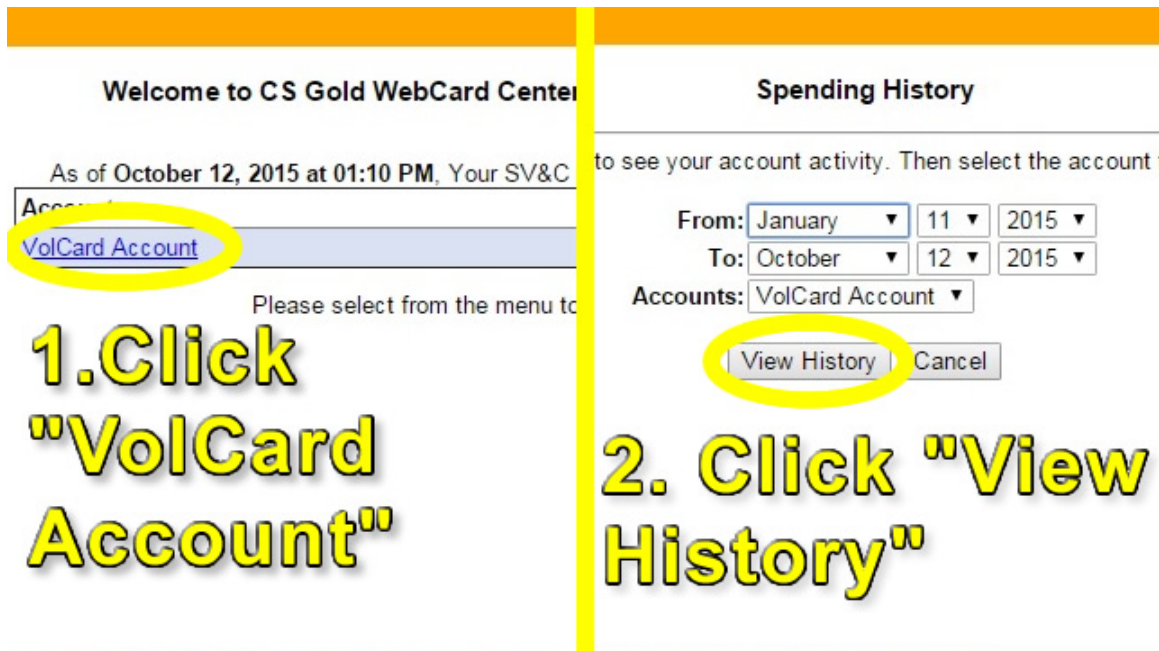 Welcome to CS Gold WebCard Center
As of October 12, 2015 at 01:10 PM, Your SV&C
VolCard Account
Please select from the menu to
1.Click
"VolCard
Account"
Spending History
to see your account activity. Then select the account
From: January 11 2015
To: October 12 2015
Accounts: VolCard Account
View History Cancel
2. Click "View
History"